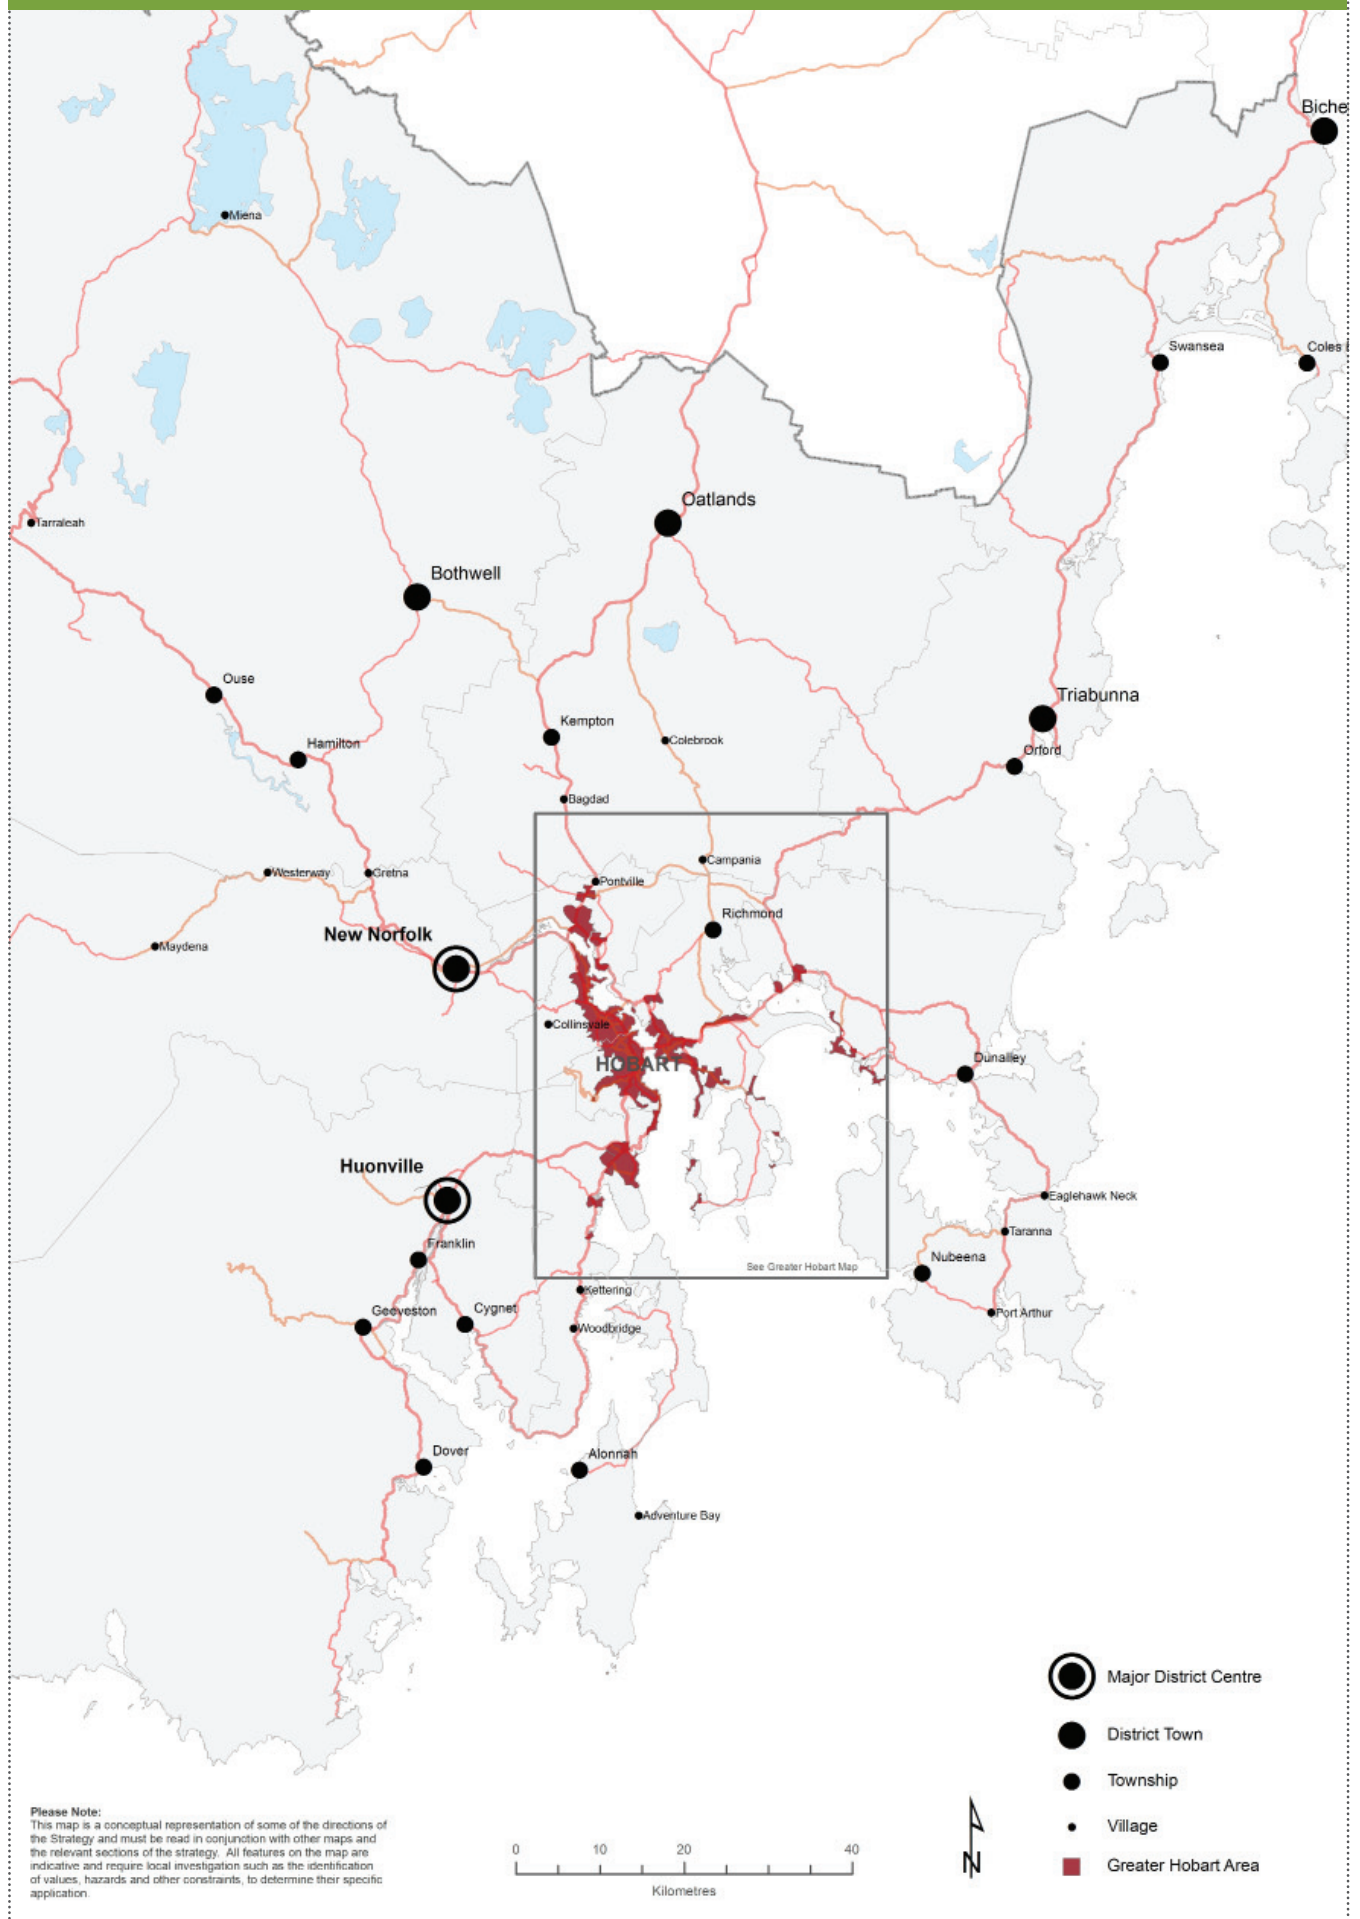 Biche
Miena
Swansea
Coles
Oatlands
Tarraleah
Bothwell
Ouse
Triabunna
Kempton
Colebrook
Hamilton
Orford
Bagdad
Campania
Westerway
Gretna
Pontville
Richmond
New Norfolk
Maydena
Collinsvale
HOBART
Dunalley
Huonville
Eaglehawk Neck
Taranna
Franklin
Nubeena
See Greater Hobart Map
Kettering
Geeveston
Cygnet
Port Arthur
Woodbridge
Dover
Alonnah
Adventure Bay
Major District Centre
District Town
Township
Village
Greater Hobart Area
N
0 10 20 40
Kilometres
Please Note:
This map is a conceptual representation of some of the directions of
the Strategy and must be read in conjunction with other maps and
the relevant sections of the strategy. All features on the map are
indicative and require local investigation such as the identification
of values, hazards and other constraints, to determine their specific
application.